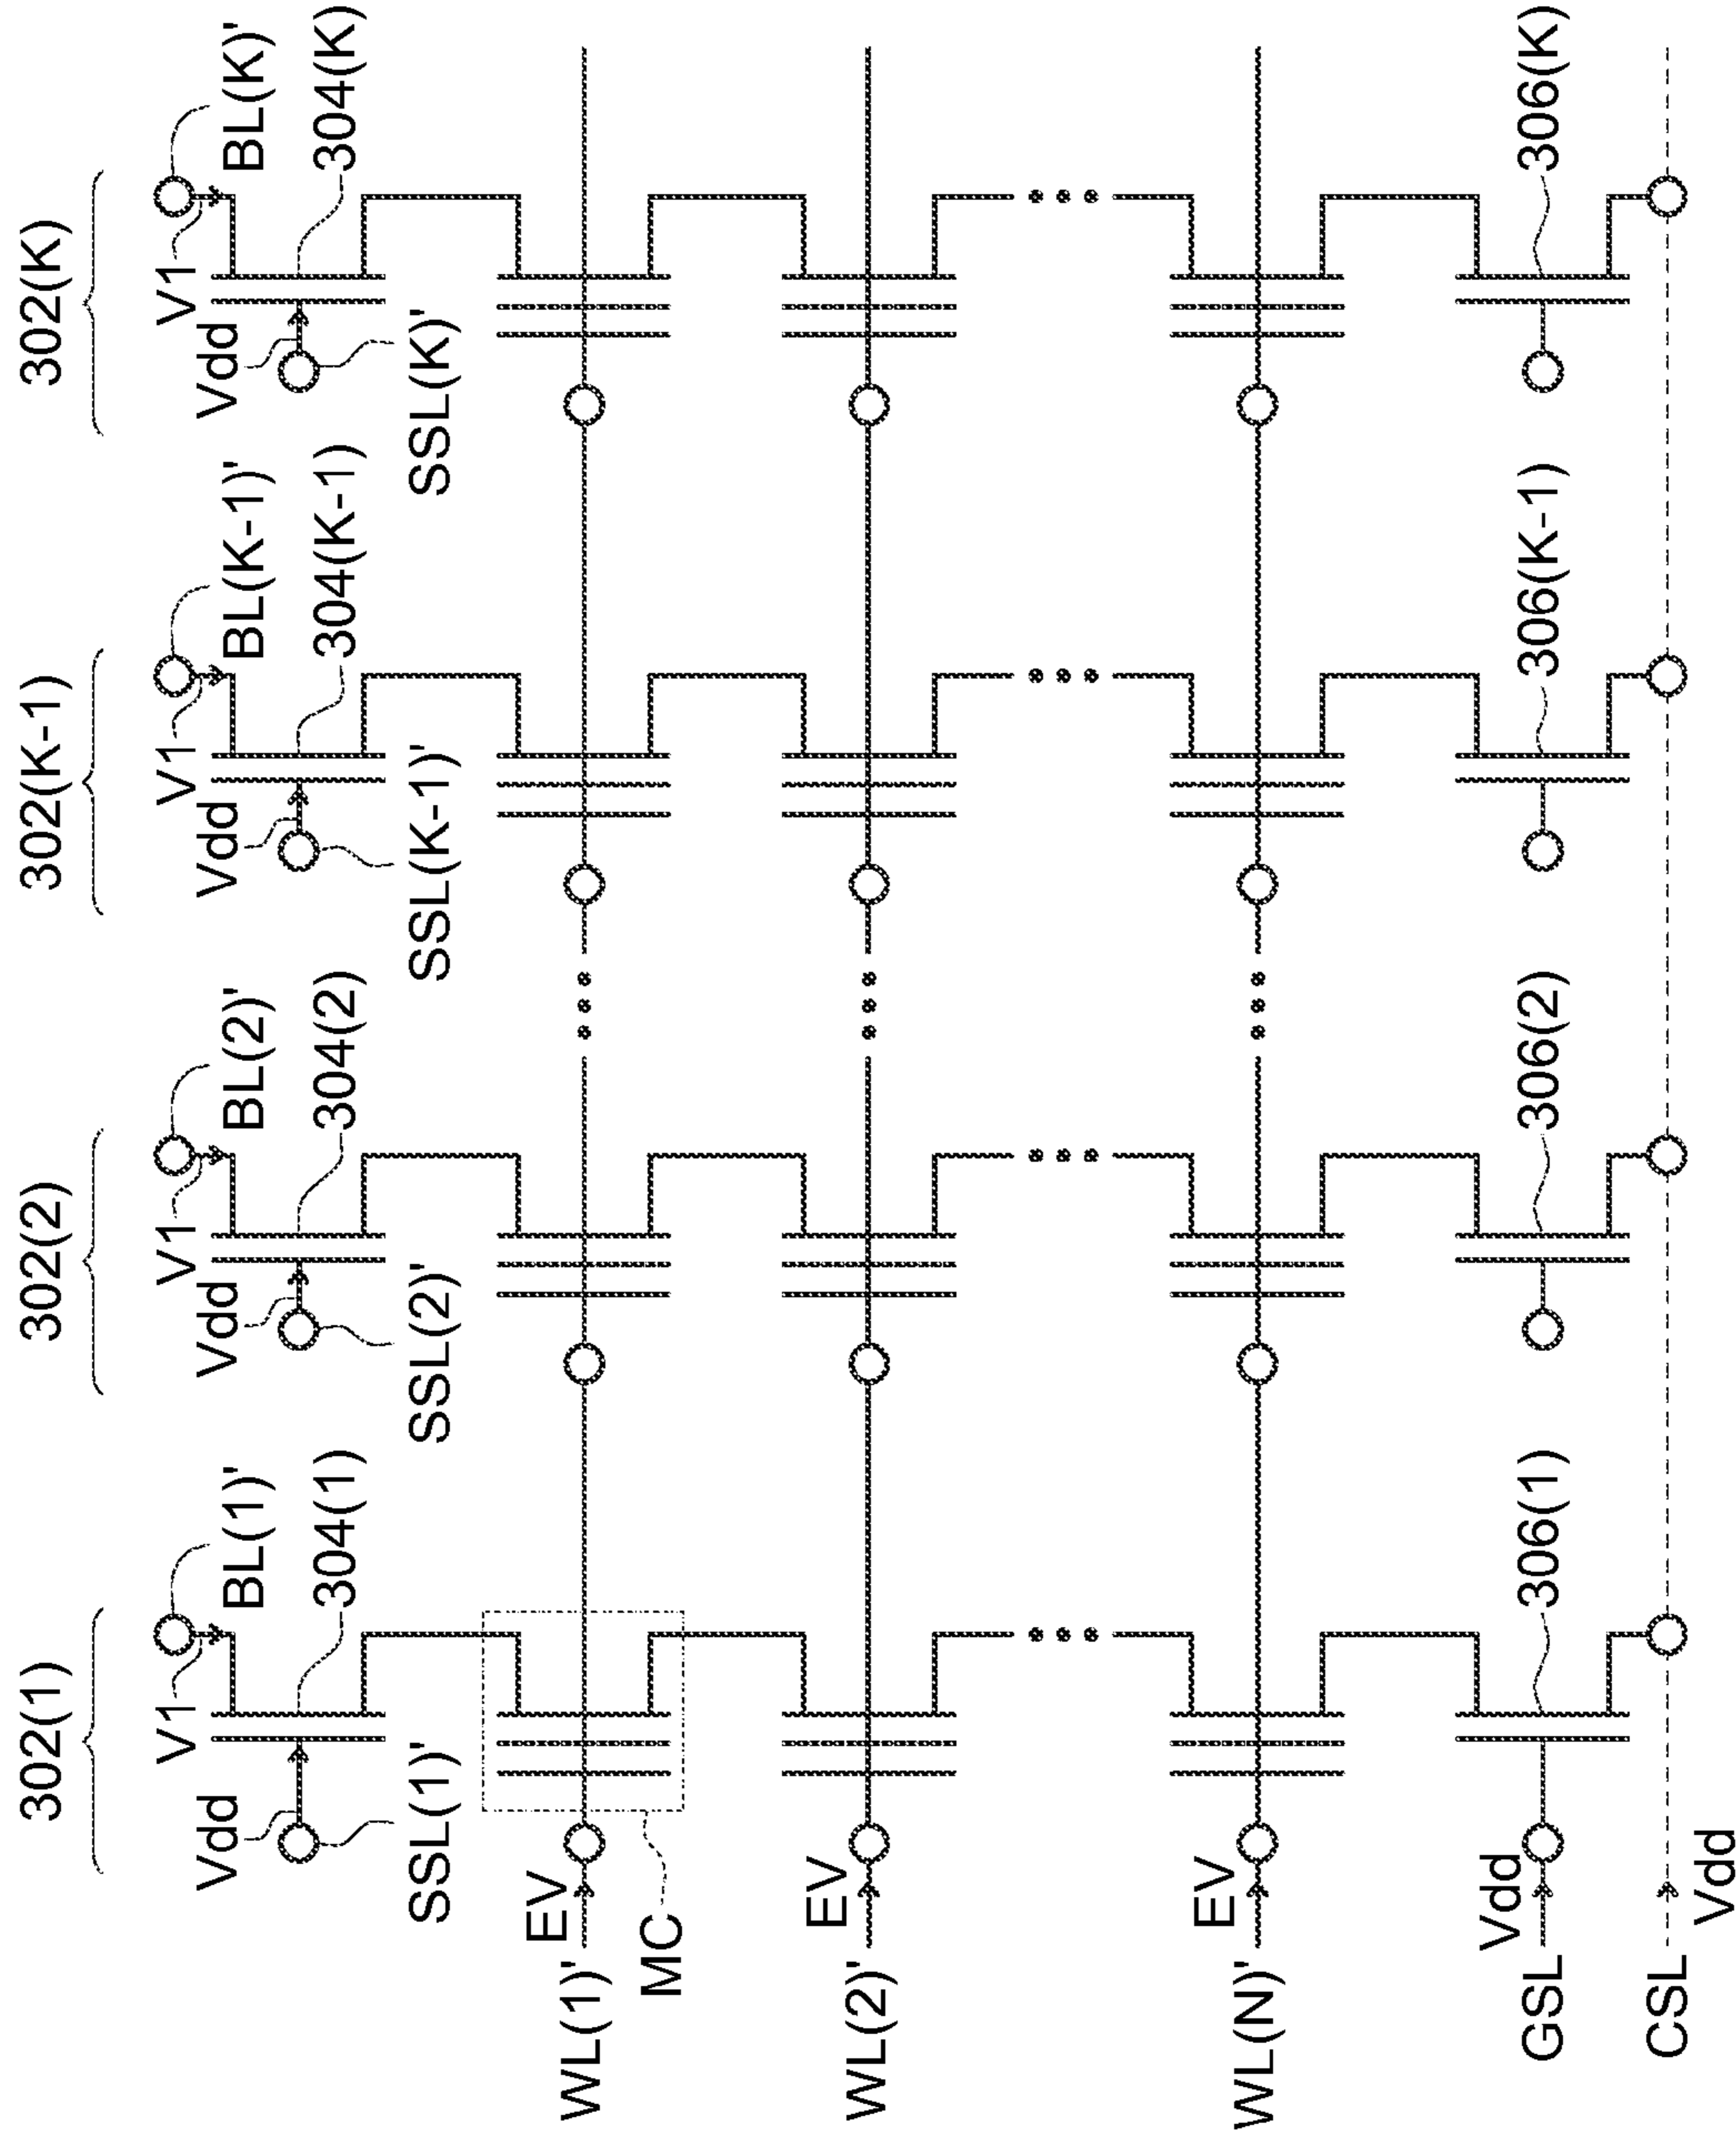 302(1)
302(2)
302(K-1)
302(K)
V1
BL(1)'
V1
BL(2)'
V1
BL(K-1)'
V1
BL(K)'
Vdd
304(1)
Vdd
304(2)
Vdd
304(K-1)
Vdd
304(K)
SSL(1)'
SSL(2)'
SSL(K-1)'
SSL(K)'
EV
WL(1)'
MC
EV
WL(2)'
EV
WL(N)'
Vdd
GSL
306(1)
306(2)
306(K-1)
306(K)
CSL
Vdd